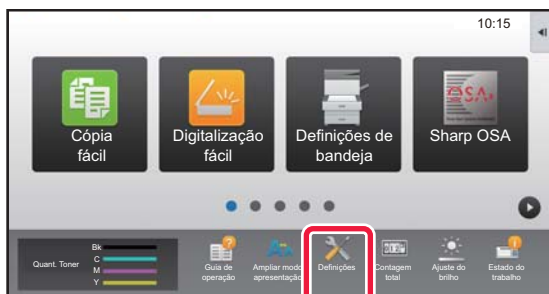 10:15
Cópia
fácil
Digitalização
fácil
Definições de
bandeja
OSA
Sharp OSA
Quant. Toner
Bk
C
M
Y
Guia de
operação
Ampliar modo
apresentação
Definições
Contagem
total
Ajuste do
brilho
Estado do
trabalho